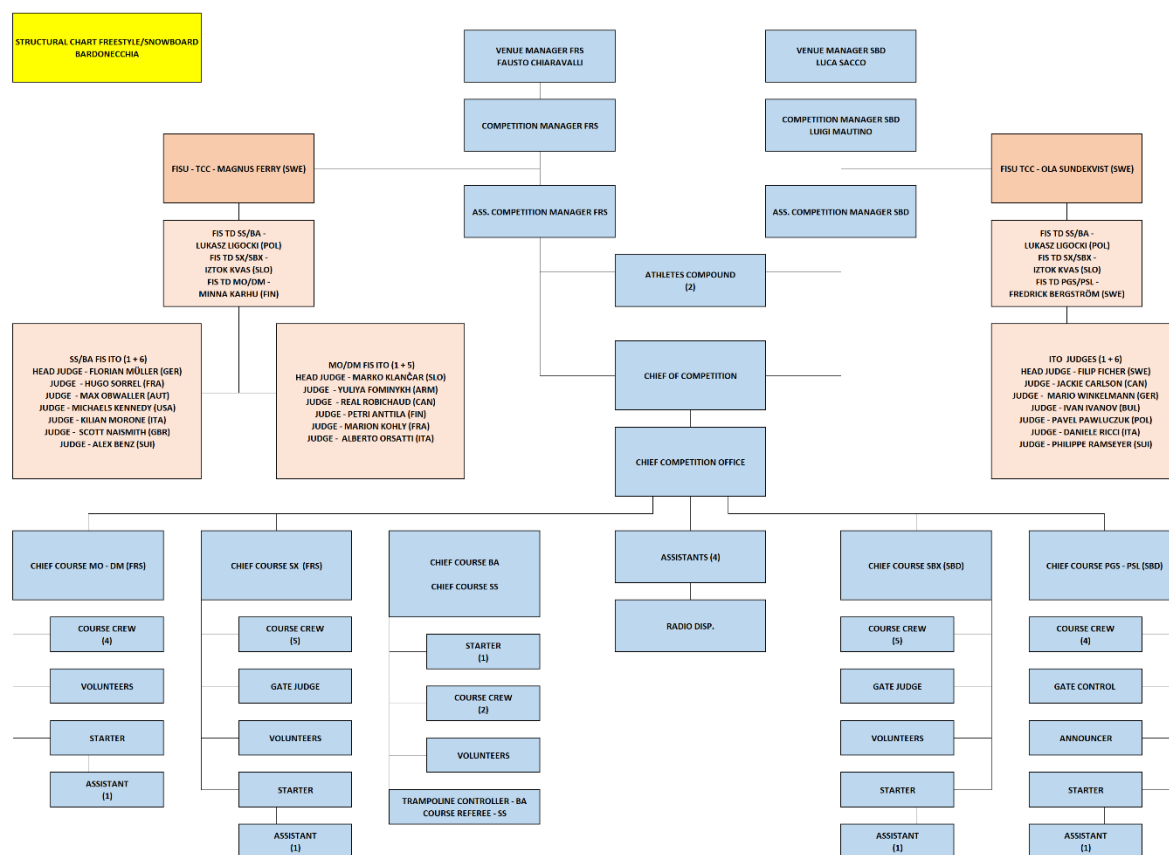 STRUCTURAL CHART FREESTYLE/SNOWBOARD
BARDONECCHIA
VENUE MANAGER FRS
FAUSTO CHIARAVALLI
VENUE MANAGER SBD
LUCA SACCO
COMPETITION MANAGER FRS
COMPETITION MANAGER SBD
LUIGI MAUTINO
FISU - TCC - MAGNUS FERRY (SWE)
FISU TCC - OLA SUNDEKVIST (SWE)
ASS. COMPETITION MANAGER FRS
ASS. COMPETITION MANAGER SBD
FIS TD SS/BA -
LUKASZ LIGOCKI (POL)
FIS TD SX/SBX -
IZTOK KVAS (SLO)
FIS TD MO/DM -
MINNA KARHU (FIN)
ATHLETES COMPOUND
(2)
FIS TD SS/BA -
LUKASZ LIGOCKI (POL)
FIS TD SX/SBX -
IZTOK KVAS (SLO)
FIS TD PGS/PSL -
FREDRICK BERGSTRÖM (SWE)
SS/BA FIS ITO (1 + 6)
HEAD JUDGE - FLORIAN MÜLLER (GER)
JUDGE - HUGO SORREL (FRA)
JUDGE - MAX OBWALLER (AUT)
JUDGE - MICHAELS KENNEDY (USA)
JUDGE - KILIAN MORONE (ITA)
JUDGE - SCOTT NAISMITH (GBR)
JUDGE - ALEX BENZ (SUI)
MO/DM FIS ITO (1 + 5)
HEAD JUDGE - MARKO KLANČAR (SLO)
JUDGE - YULIYA FOMINYKH (ARM)
JUDGE - REAL ROBICHAUD (CAN)
JUDGE - PETRI ANTTILA (FIN)
JUDGE - MARION KOHLY (FRA)
JUDGE - ALBERTO ORSATTI (ITA)
CHIEF OF COMPETITION
CHIEF COMPETITION OFFICE
ITO JUDGES (1 + 6)
HEAD JUDGE - FILIP FICHER (SWE)
JUDGE - JACKIE CARLSON (CAN)
JUDGE - MARIO WINKELMANN (GER)
JUDGE - IVAN IVANOV (BUL)
JUDGE - PAVEL PAWLUCZUK (POL)
JUDGE - DANIELE RICCI (ITA)
JUDGE - PHILIPPE RAMSEYER (SUI)
CHIEF COURSE MO - DM (FRS)
COURSE CREW
(4)
VOLUNTEERS
STARTER
ASSISTANT
(1)
CHIEF COURSE SX (FRS)
COURSE CREW
(5)
GATE JUDGE
VOLUNTEERS
STARTER
ASSISTANT
(1)
CHIEF COURSE BA
CHIEF COURSE SS
STARTER
(1)
COURSE CREW
(2)
VOLUNTEERS
TRAMPOLINE CONTROLLER - BA
COURSE REFEREE - SS
ASSISTANTS (4)
RADIO DISP.
CHIEF COURSE SBX (SBD)
COURSE CREW
(5)
GATE JUDGE
VOLUNTEERS
STARTER
ASSISTANT
(1)
CHIEF COURSE PGS - PSL (SBD)
COURSE CREW
(4)
GATE CONTROL
ANNOUNCER
STARTER
ASSISTANT
(1)